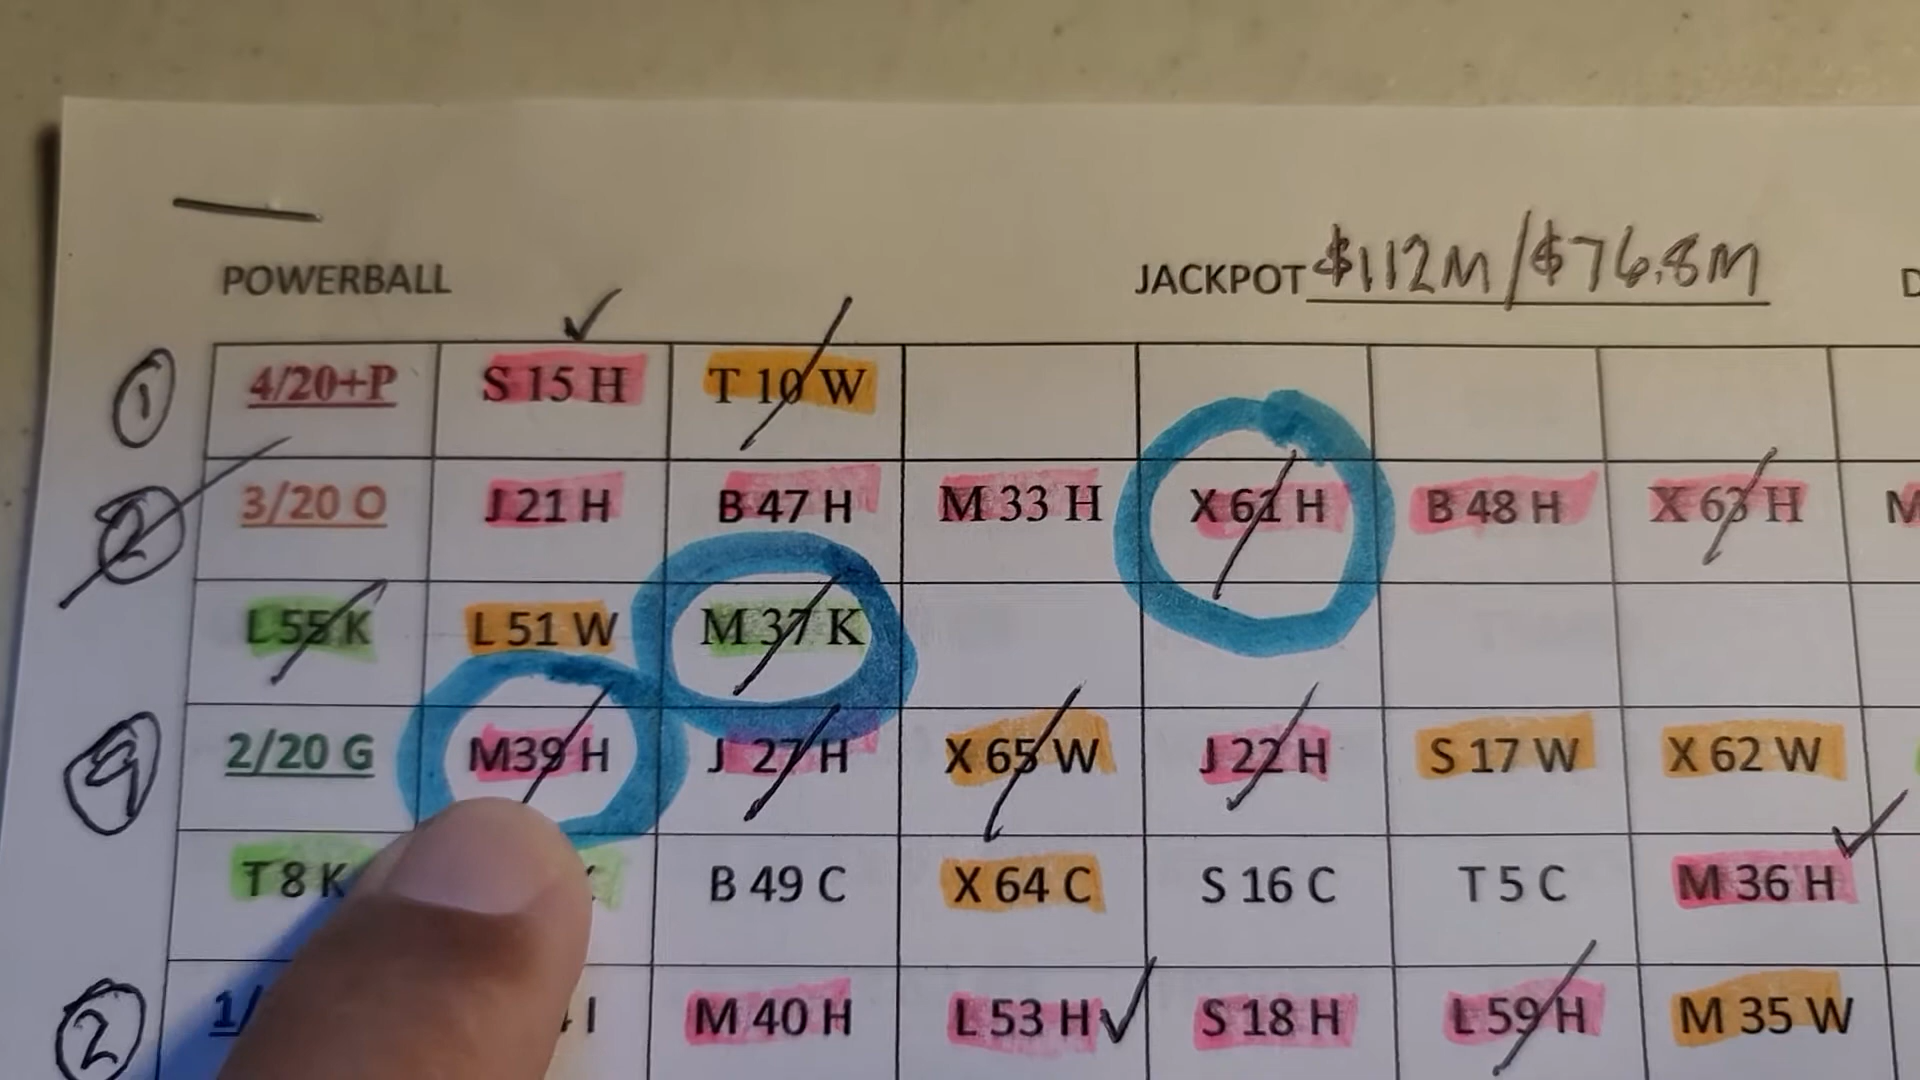 POWERBALL JACKPOT $112M/$76.8M D
1 4/20+P S 15 H T 10 W
2 3/20 O J 21 H B 47 H M 33 H X 61 H B 48 H X 63 H M
L 55 K L 51 W M 37 K
9 2/20 G M39 H J 27 H X 65 W J 22 H S 17 W X 62 W
T 8 K B 49 C X 64 C S 16 C T 5 C M 36 H
2 1/ I M 40 H L 53 H S 18 H L 59 H M 35 W